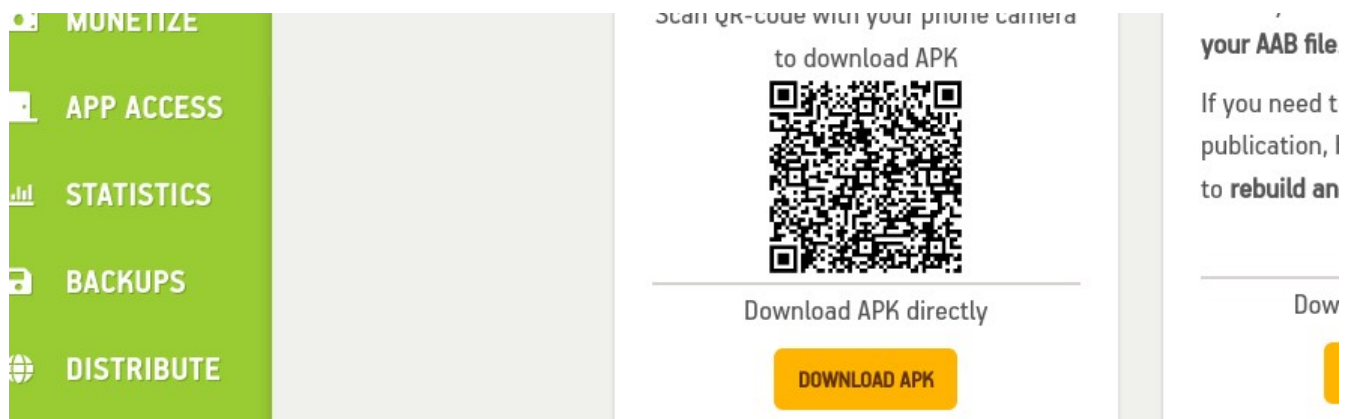 MONETIZE
APP ACCESS
STATISTICS
BACKUPS
DISTRIBUTE
Scan QR-code with your phone camera
to download APK
Download APK directly
DOWNLOAD APK
your AAB file
If you need t
publication,
to rebuild an
Dow